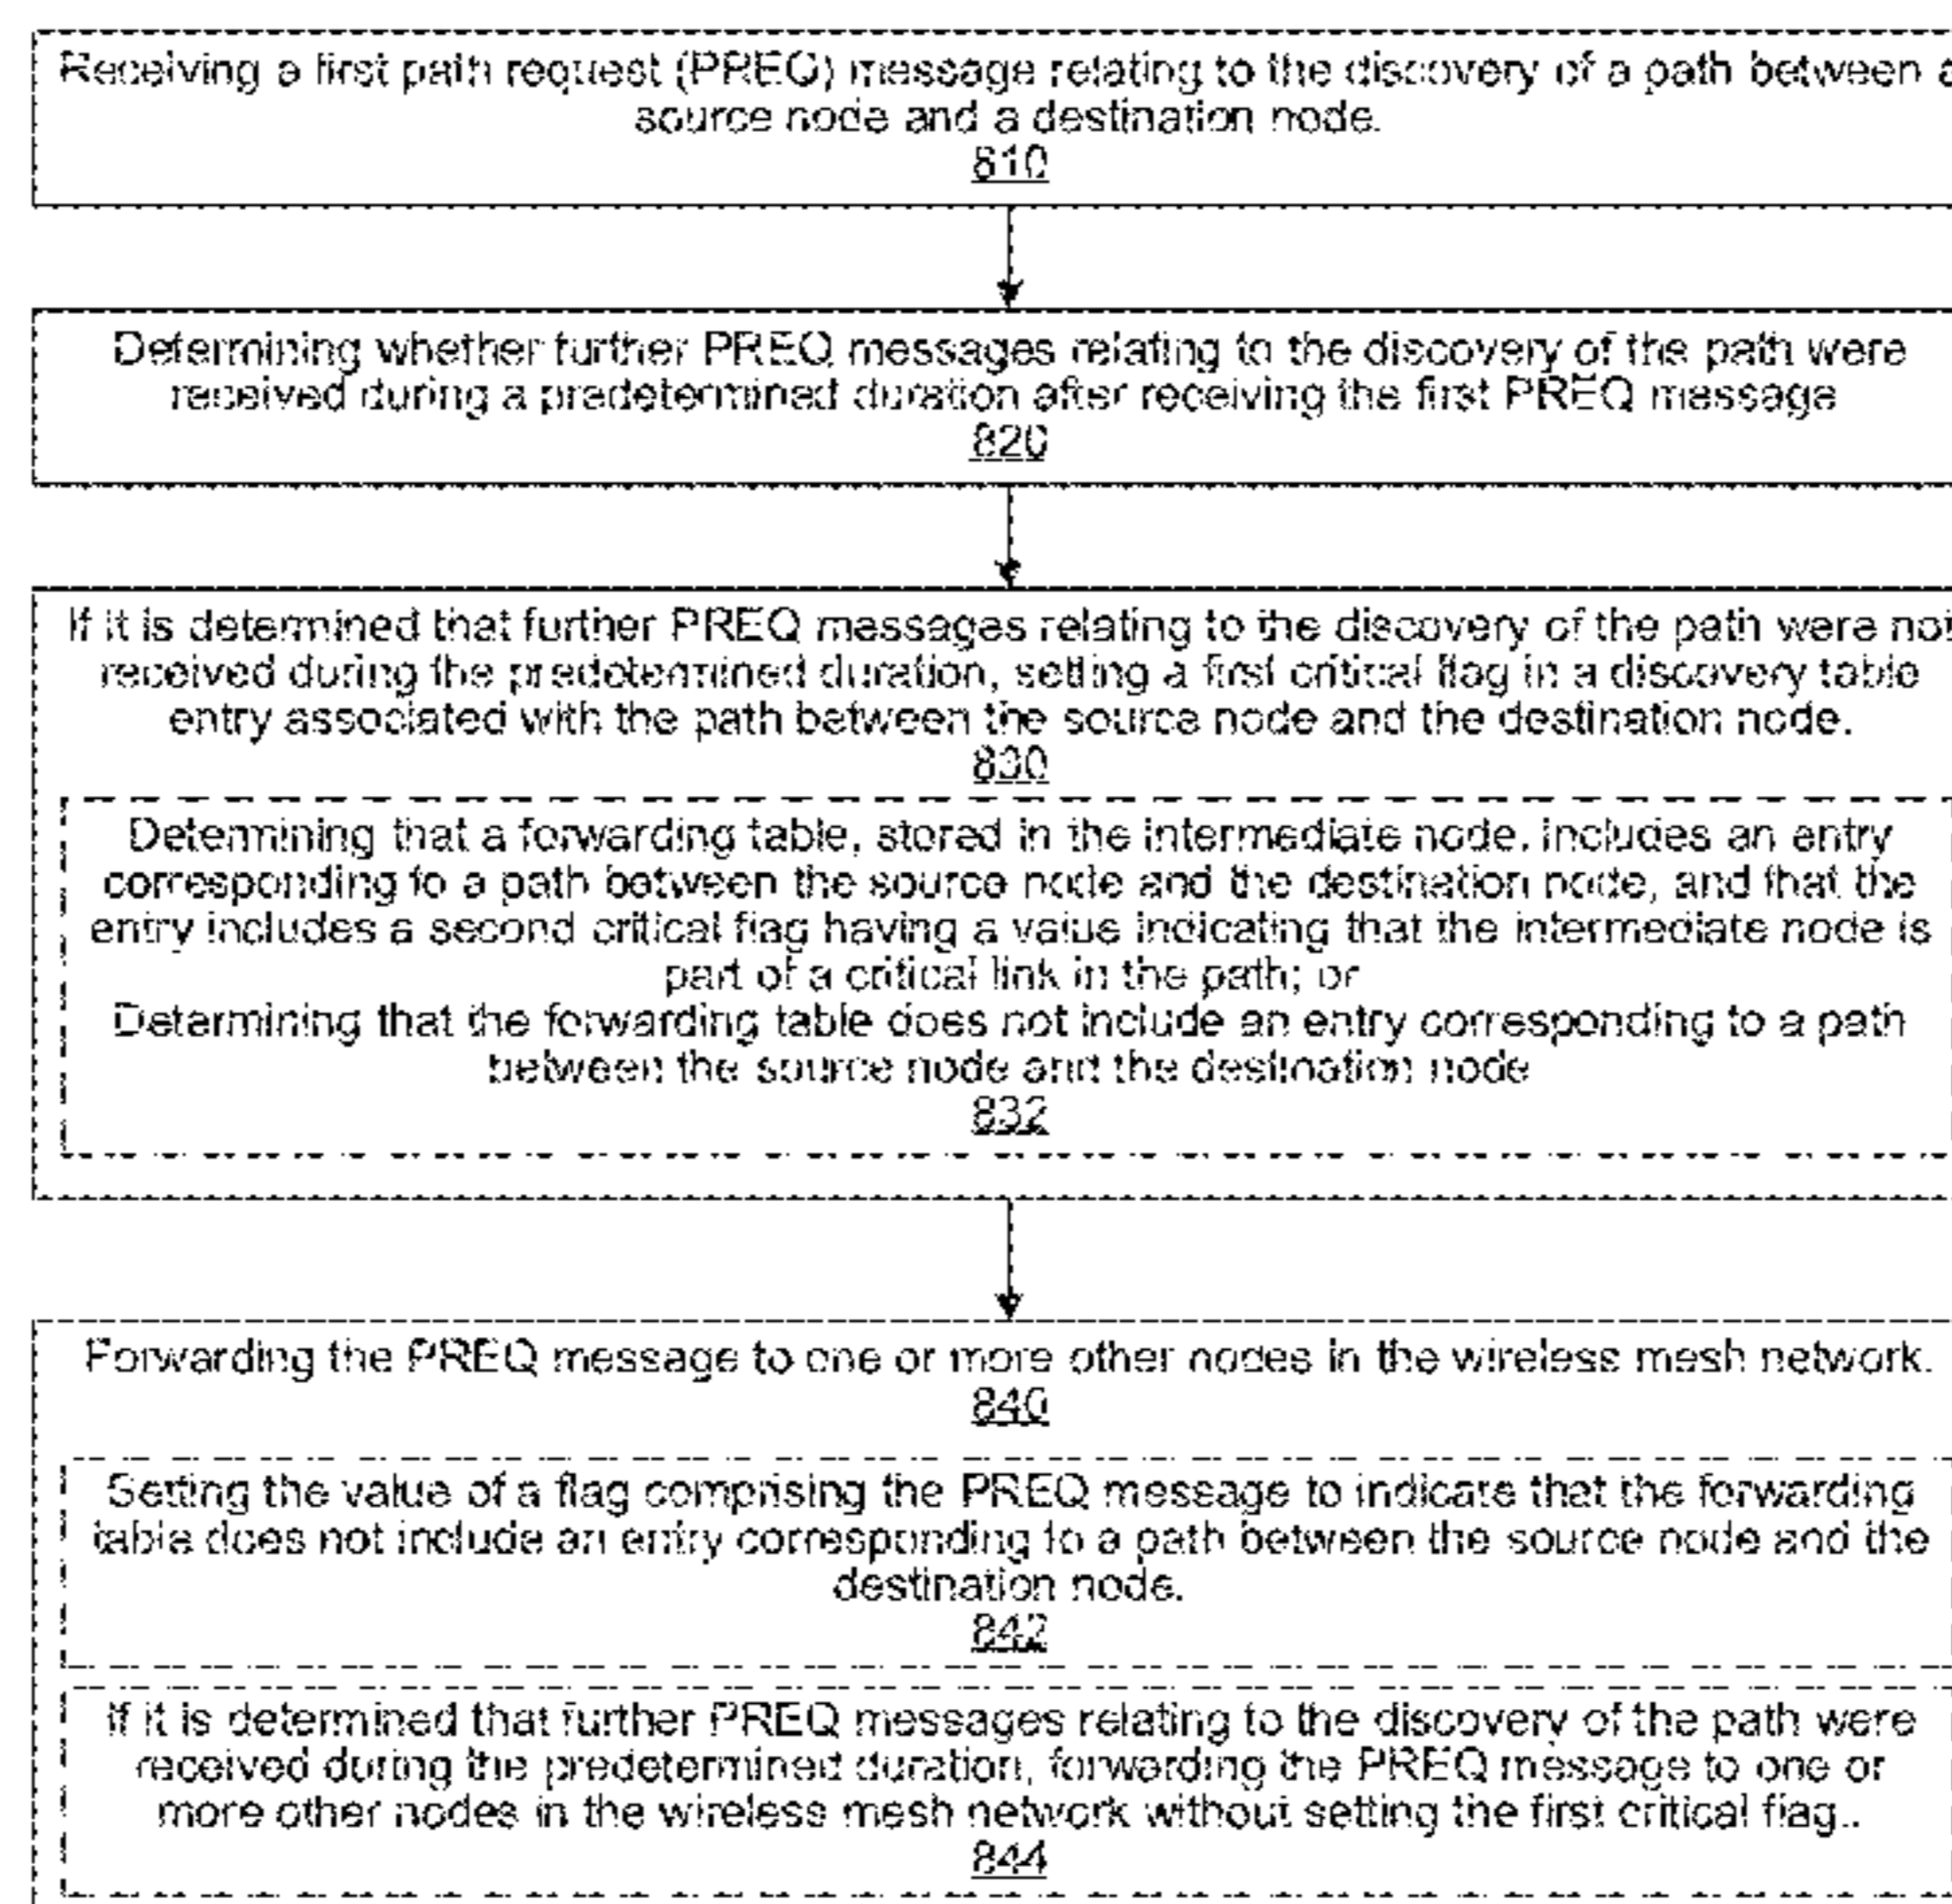 Receiving a first path request (PREQ) message relating to the discovery of a path between a
source node and a destination node.
810
Determining whether further PREQ messages relating to the discovery of the path were
received during a predetermined duration after receiving the first PREQ message
820
If it is determined that further PREQ messages relating to the discovery of the path were not
received during the predetermined duration, setting a first critical flag in a discovery table
entry associated with the path between the source node and the destination node.
830
Determining that a forwarding table, stored in the intermediate node, includes an entry
corresponding to a path between the source node and the destination node, and that the
entry includes a second critical flag having a value indicating that the intermediate node is
part of a critical link in the path; or
Determining that the forwarding table does not include an entry corresponding to a path
between the source node and the destination node
832
Forwarding the PREQ message to one or more other nodes in the wireless mesh network.
840
Setting the value of a flag comprising the PREQ message to indicate that the forwarding
table does not include an entry corresponding to a path between the source node and the
destination node.
842
If it is determined that further PREQ messages relating to the discovery of the path were
received during the predetermined duration, forwarding the PREQ message to one or
more other nodes in the wireless mesh network without setting the first critical flag..
844